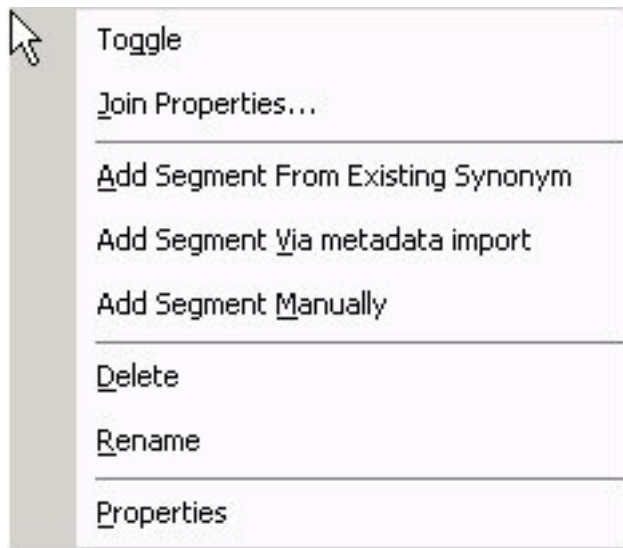 Toggle
Join Properties...
Add Segment From Existing Synonym
Add Segment Via metadata import
Add Segment Manually
Delete
Rename
Properties